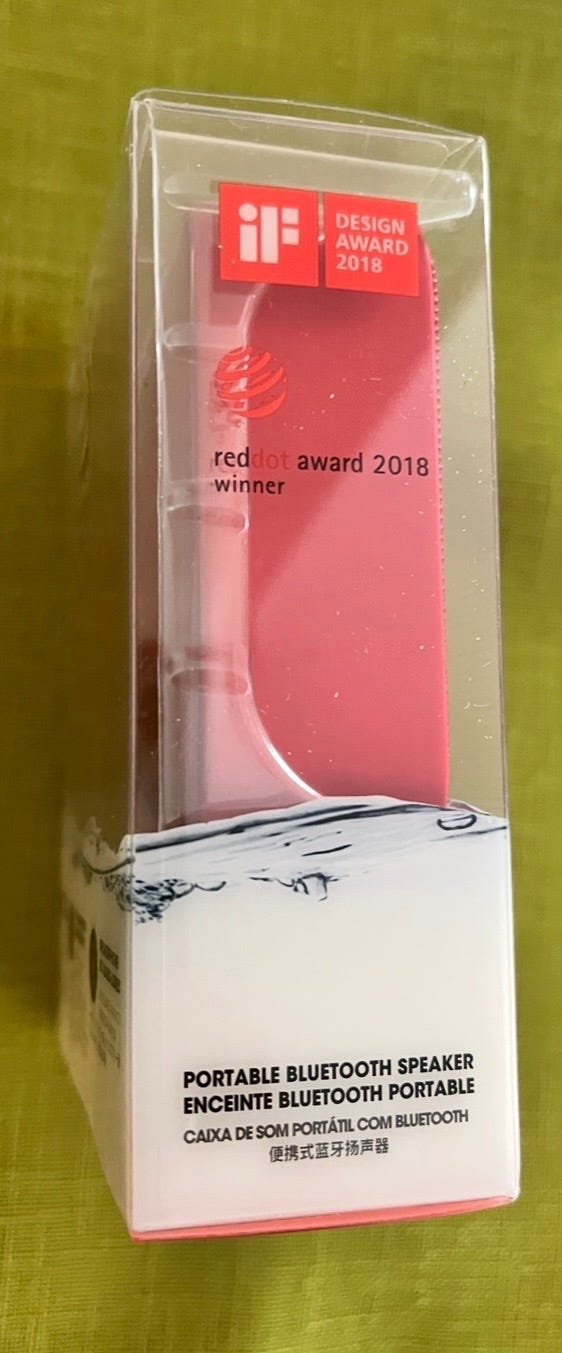 iF
DESIGN
AWARD
2018
reddot award 2018
winner
PORTABLE BLUETOOTH SPEAKER
ENCEINTE BLUETOOTH PORTABLE
CAIXA DE SOM PORTÁTIL COM BLUETOOTH
便携式蓝牙扬声器